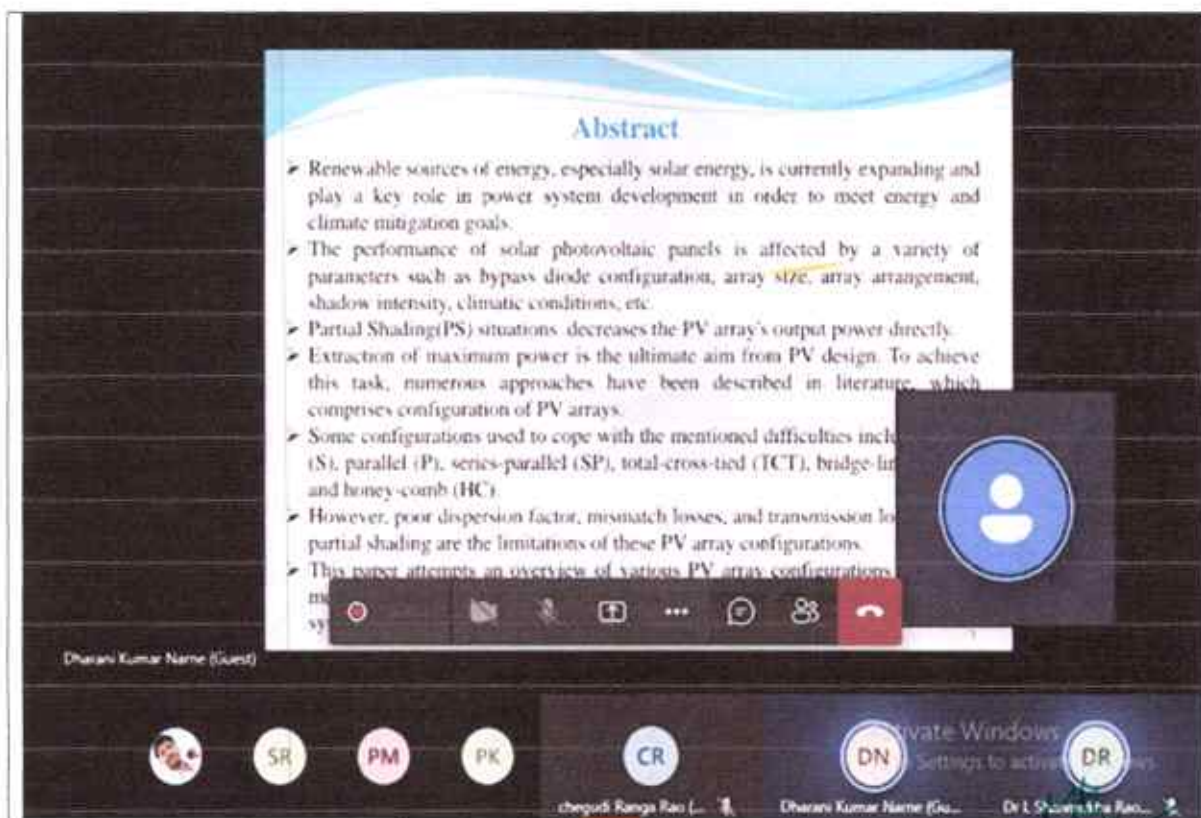 Abstract
➢ Renewable sources of energy, especially solar energy, is currently expanding and
play a key role in power system development in order to meet energy and
climate mitigation goals.
➢ The performance of solar photovoltaic panels is affected by a variety of
parameters such as bypass diode configuration, array size, array arrangement,
shadow intensity, climatic conditions, etc.
➢ Partial Shading(PS) situations decreases the PV array's output power directly.
➢ Extraction of maximum power is the ultimate aim from PV design. To achieve
this task, numerous approaches have been described in literature, which
comprises configuration of PV arrays.
➢ Some configurations used to cope with the mentioned difficulties incl
(S), parallel (P), series-parallel (SP), total-cross-tied (TCT), bridge-lin
and honey-comb (HC)
➢ However, poor dispersion factor, mismatch losses, and transmission lo
partial shading are the limitations of these PV array configurations.
➢ This paper attempts an overview of various PV array configurations
Dharani Kumar Name (Guest)
SR PM PK CR DN DR
vate Windows
Settings to activ
chegudi Ranga Rao (... Dharani Kumar Name (Gu... Dr L Rao...